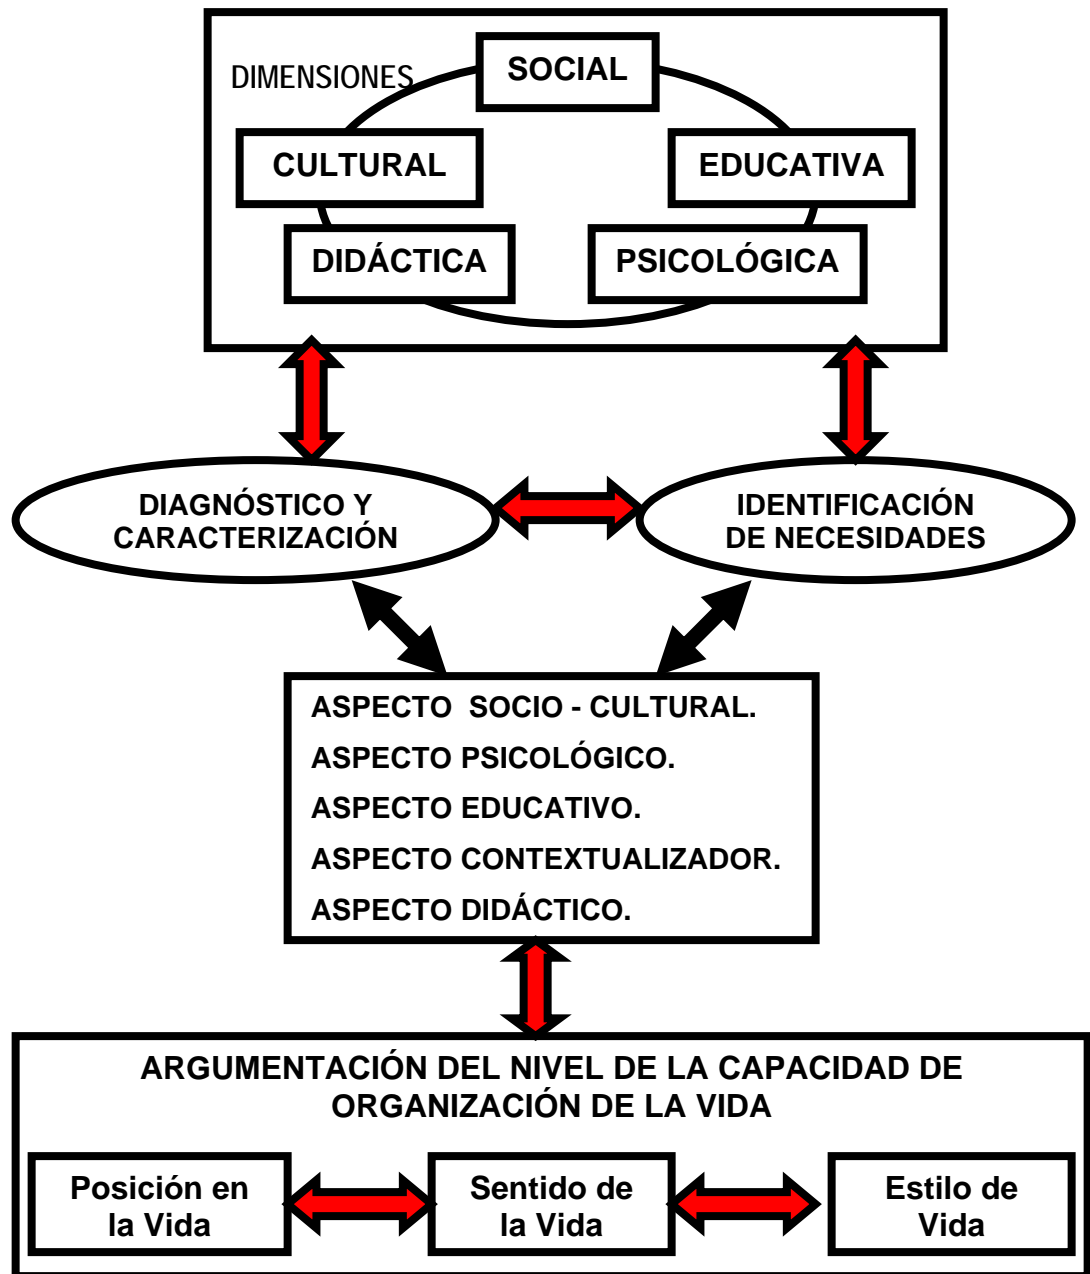 DIMENSIONES
SOCIAL
CULTURAL
EDUCATIVA
DIDÁCTICA
PSICOLÓGICA
DIAGNÓSTICO Y
CARACTERIZACIÓN
IDENTIFICACIÓN
DE NECESIDADES
ASPECTO SOCIO - CULTURAL.
ASPECTO PSICOLÓGICO.
ASPECTO EDUCATIVO.
ASPECTO CONTEXTUALIZADOR.
ASPECTO DIDÁCTICO.
ARGUMENTACIÓN DEL NIVEL DE LA CAPACIDAD DE
ORGANIZACIÓN DE LA VIDA
Posición en
la Vida
Sentido de
la Vida
Estilo de
Vida